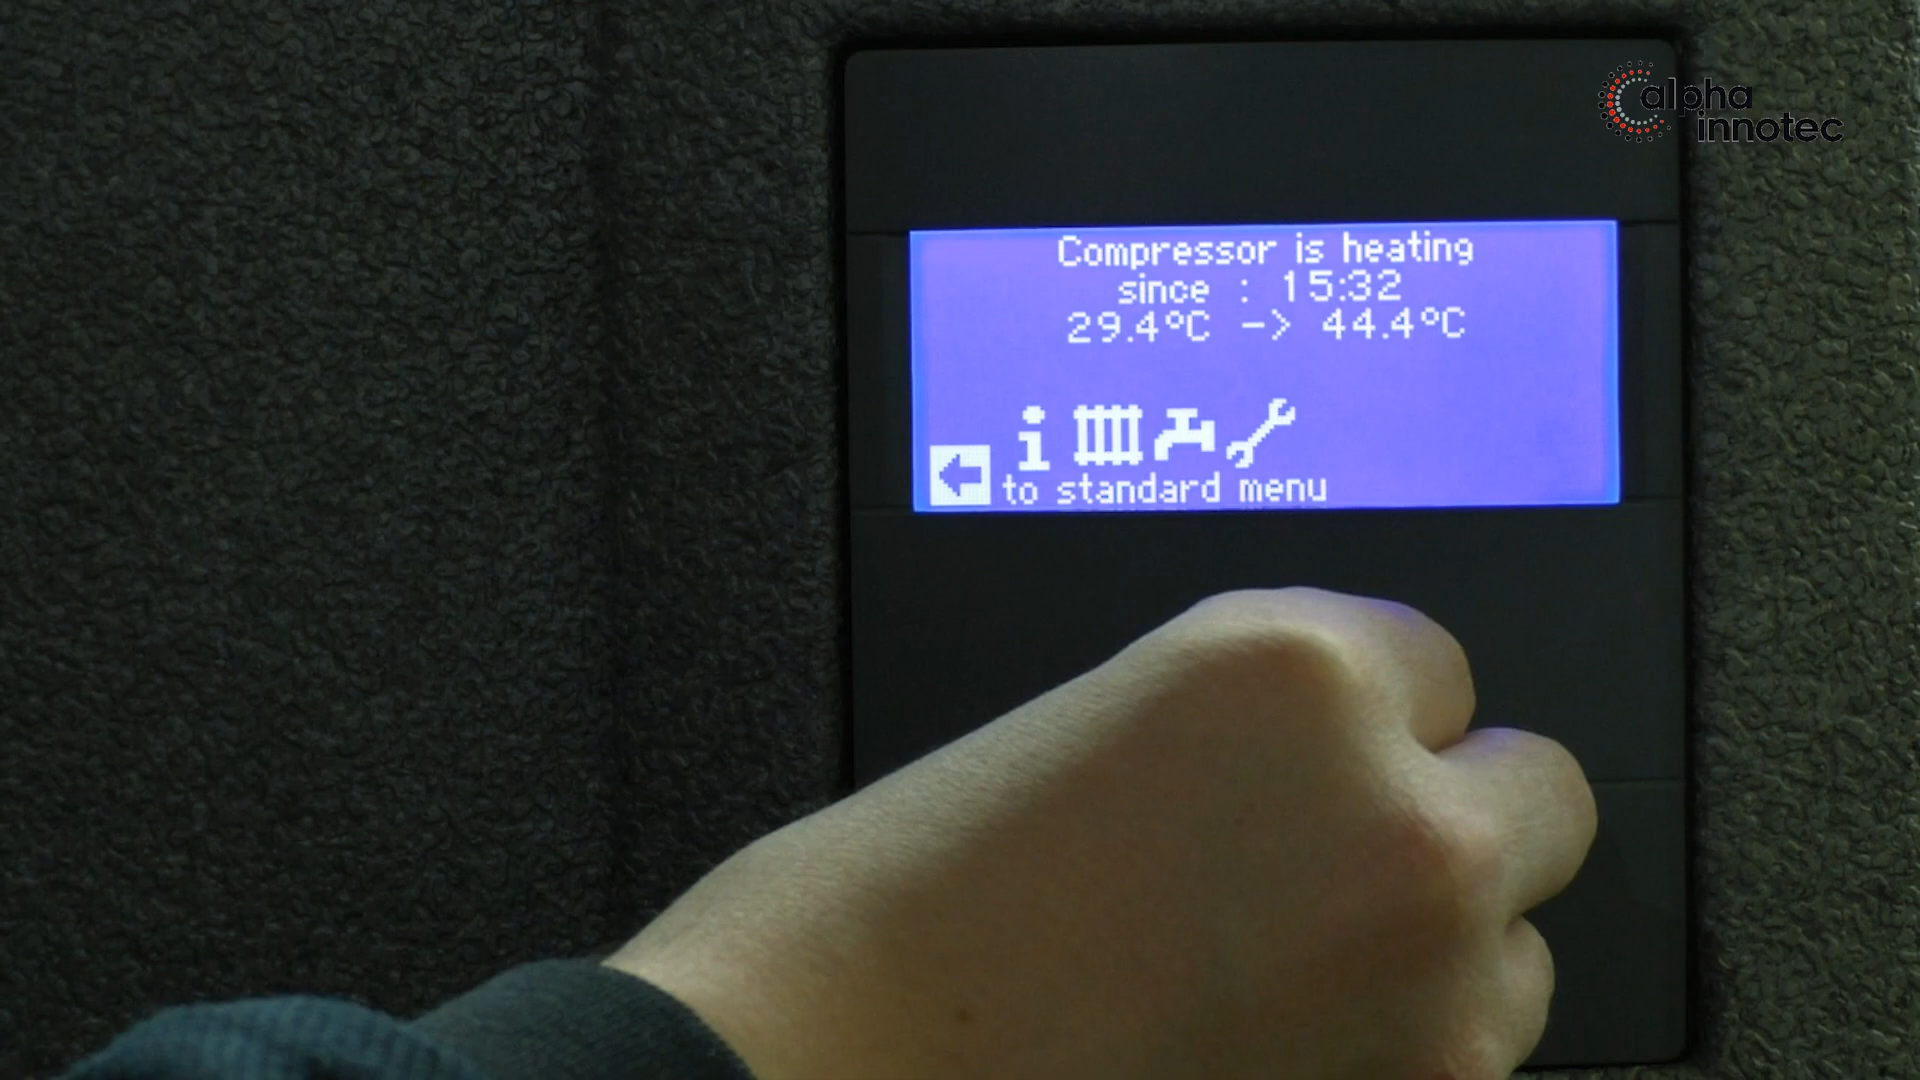 alpha
innotec
Compressor is heating
since : 15:32
29.4°C -> 44.4°C
to standard menu